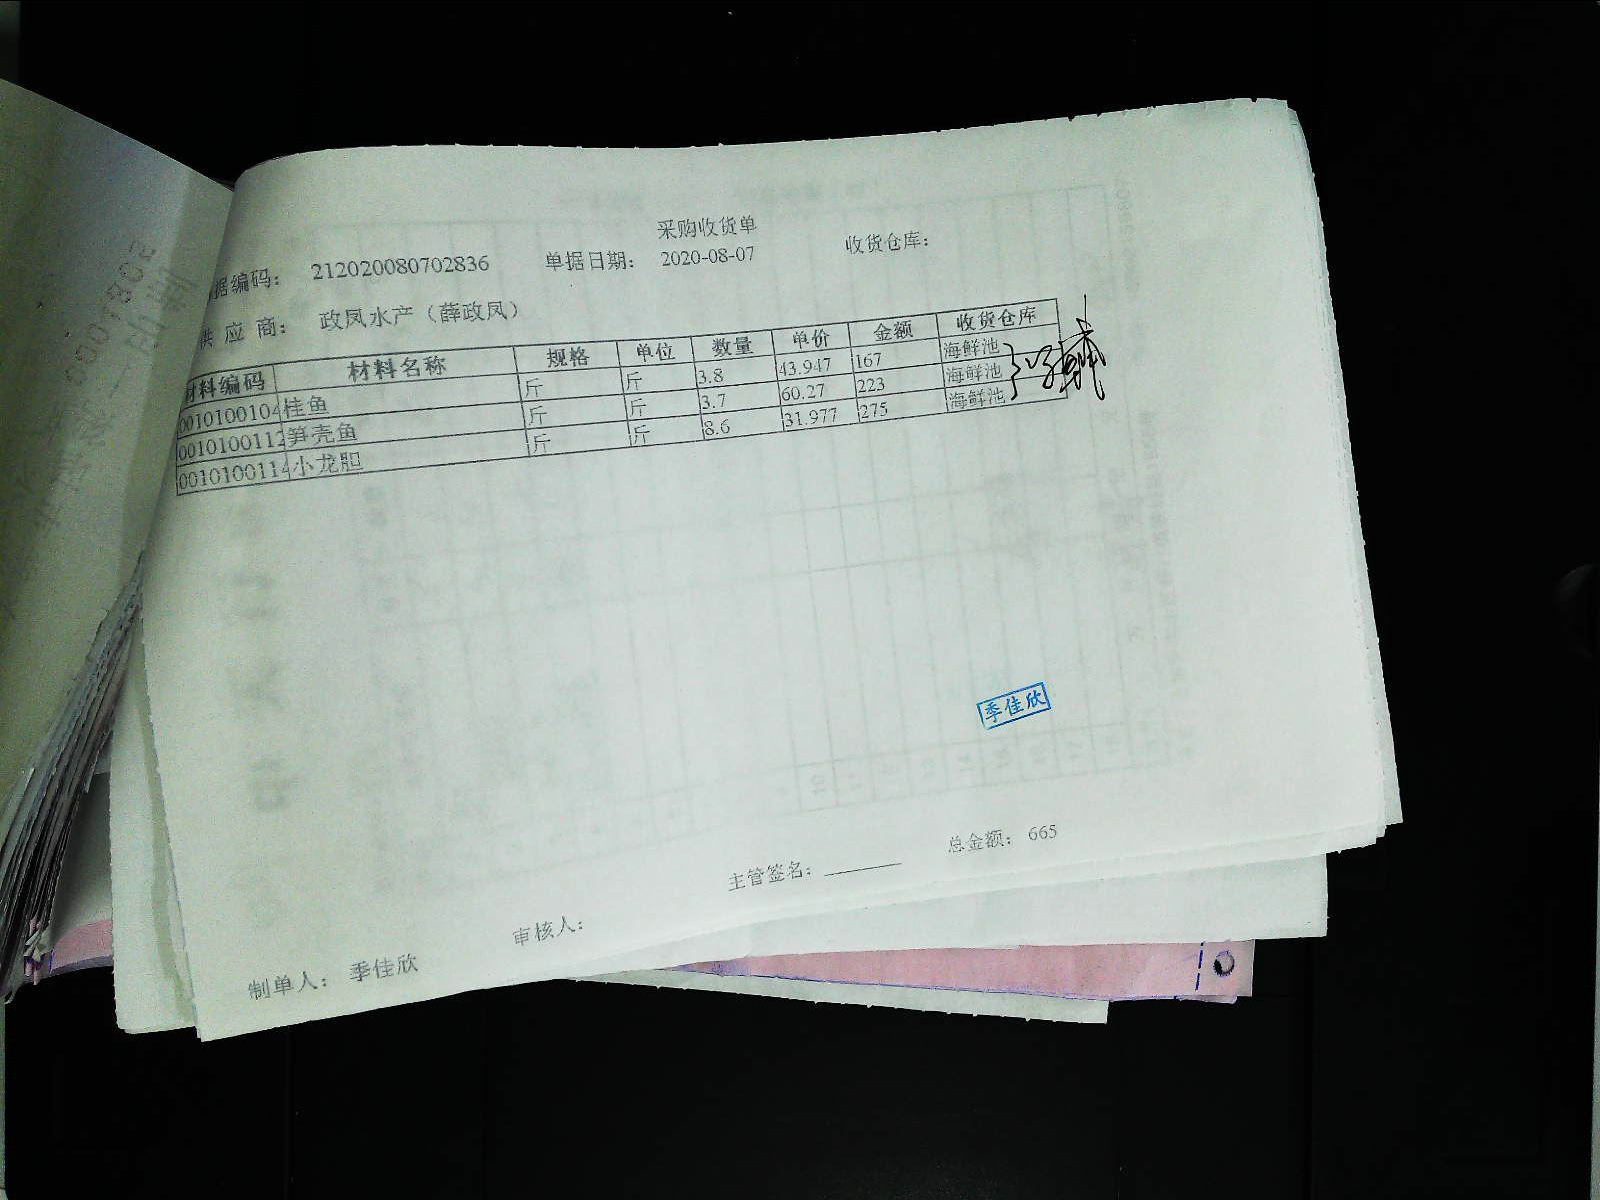 采购收货单
据编码： 212020080702836 单据日期： 2020-08-07 收货仓库：
供 应 商： 政凤水产（薛政凤）
材料编码 材料名称 规格 单位 数量 单价 金额 收货仓库
0010100104 桂鱼 斤 斤 3.8 43.947 167 海鲜池
0010100112 笋壳鱼 斤 斤 3.7 60.27 223 海鲜池
0010100114 小龙胆 斤 斤 8.6 31.977 275 海鲜池
季佳欣
主管签名： 总金额： 665
制单人： 季佳欣 审核人：